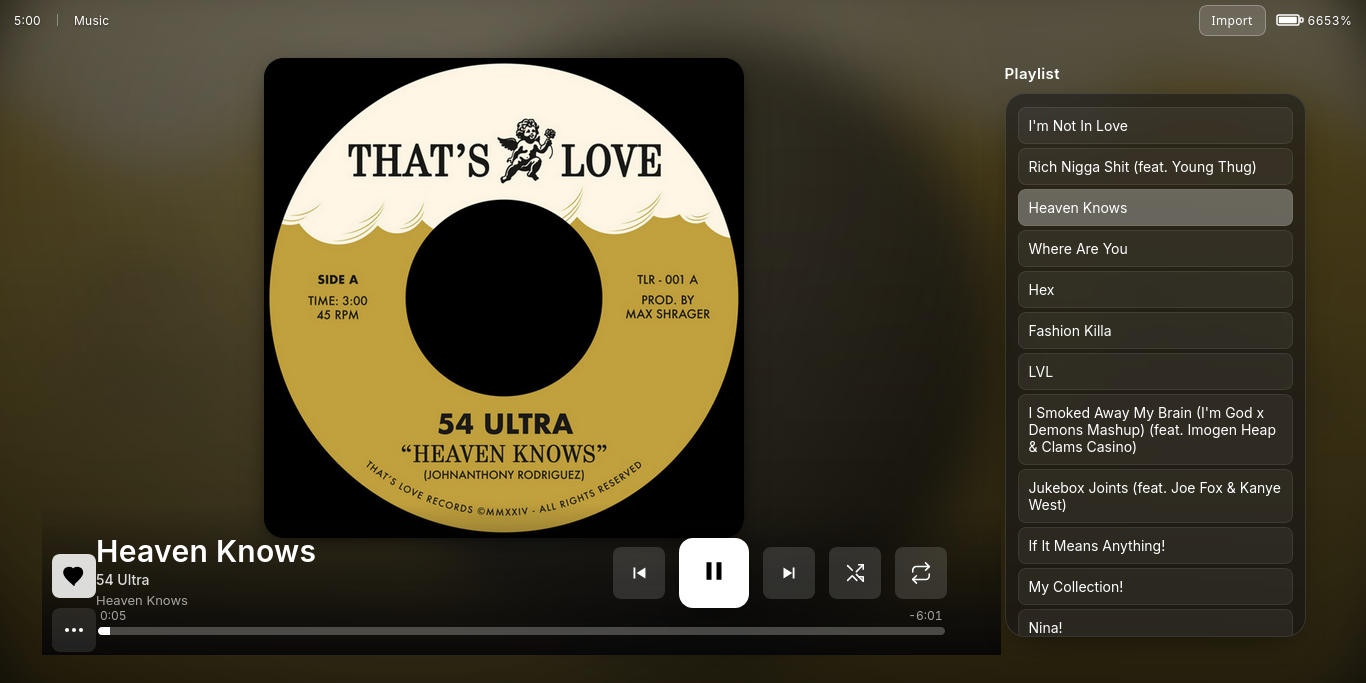 5:00
Music
Import
6653%
THAT'S LOVE
SIDE A
TIME: 3:00
45 RPM
TLR - 001 A
PROD. BY
MAX SHRAGER
54 ULTRA
“HEAVEN KNOWS”
(JOHNANTHONY RODRIGUEZ)
THAT'S LOVE RECORDS ©MMXXIV - ALL RIGHTS RESERVED
Heaven Knows
54 Ultra
Heaven Knows
0:05
-6:01
Playlist
I'm Not In Love
Rich Nigga Shit (feat. Young Thug)
Heaven Knows
Where Are You
Hex
Fashion Killa
LVL
I Smoked Away My Brain (I'm God x
Demons Mashup) (feat. Imogen Heap
& Clams Casino)
Jukebox Joints (feat. Joe Fox & Kanye
West)
If It Means Anything!
My Collection!
Nina!